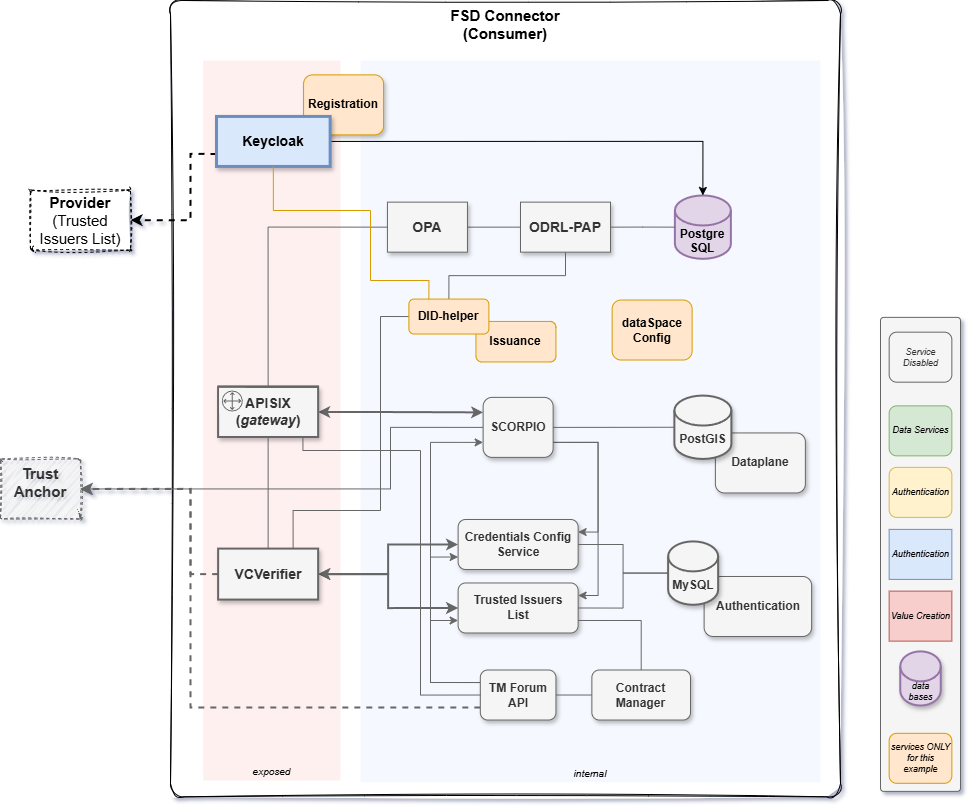 FSD Connector
(Consumer)
Registration
Keycloak
Provider
(Trusted
Issuers List)
OPA
ODRL-PAP
Postgre
SQL
DID-helper
Issuance
dataSpace
Config
APISIX
(gateway)
SCORPIO
PostGIS
Dataplane
Trust
Anchor
Credentials Config
Service
VCVerifier
MySQL
Authentication
Trusted Issuers
List
TM Forum
API
Contract
Manager
exposed
internal
Service
Disabled
Data Services
Authentication
Authentication
Value Creation
data
bases
services ONLY
for this
example